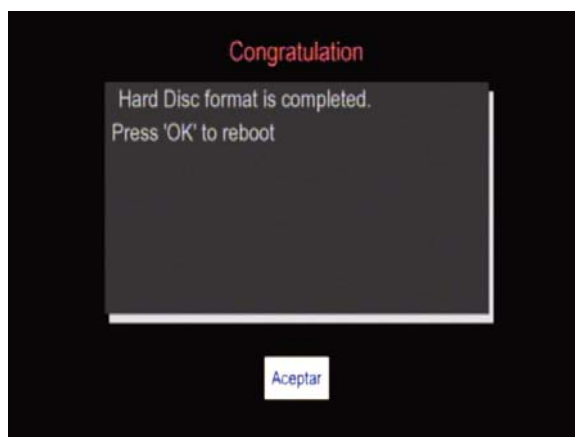 Congratulation
Hard Disc format is completed.
Press 'OK' to reboot
Aceptar